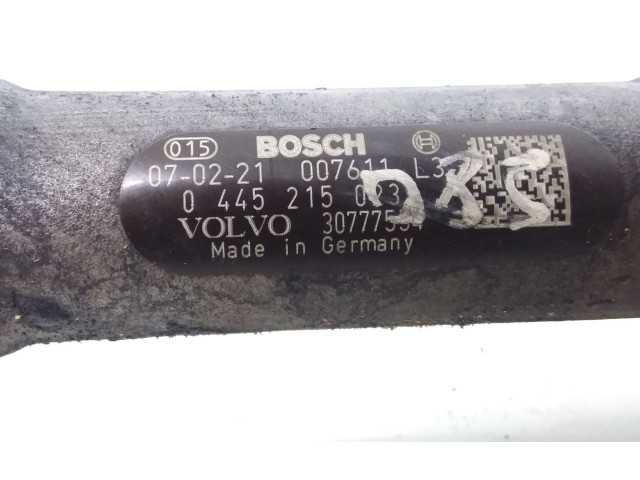 015 BOSCH
07-02-21 007611
0 445 215
VOLVO
Made in Germany